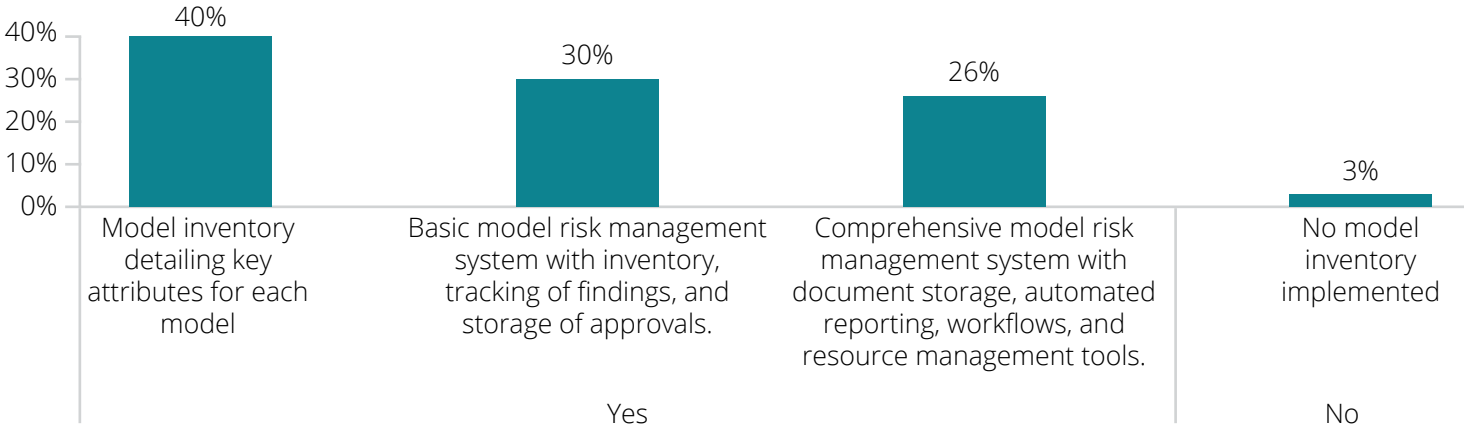 40%
30%
20%
10%
0%
40%
30%
26%
3%
Model inventory
detailing key
attributes for each
model
Basic model risk management
system with inventory,
tracking of findings, and
storage of approvals.
Comprehensive model risk
management system with
document storage, automated
reporting, workflows, and
resource management tools.
No model
inventory
implemented
Yes
No